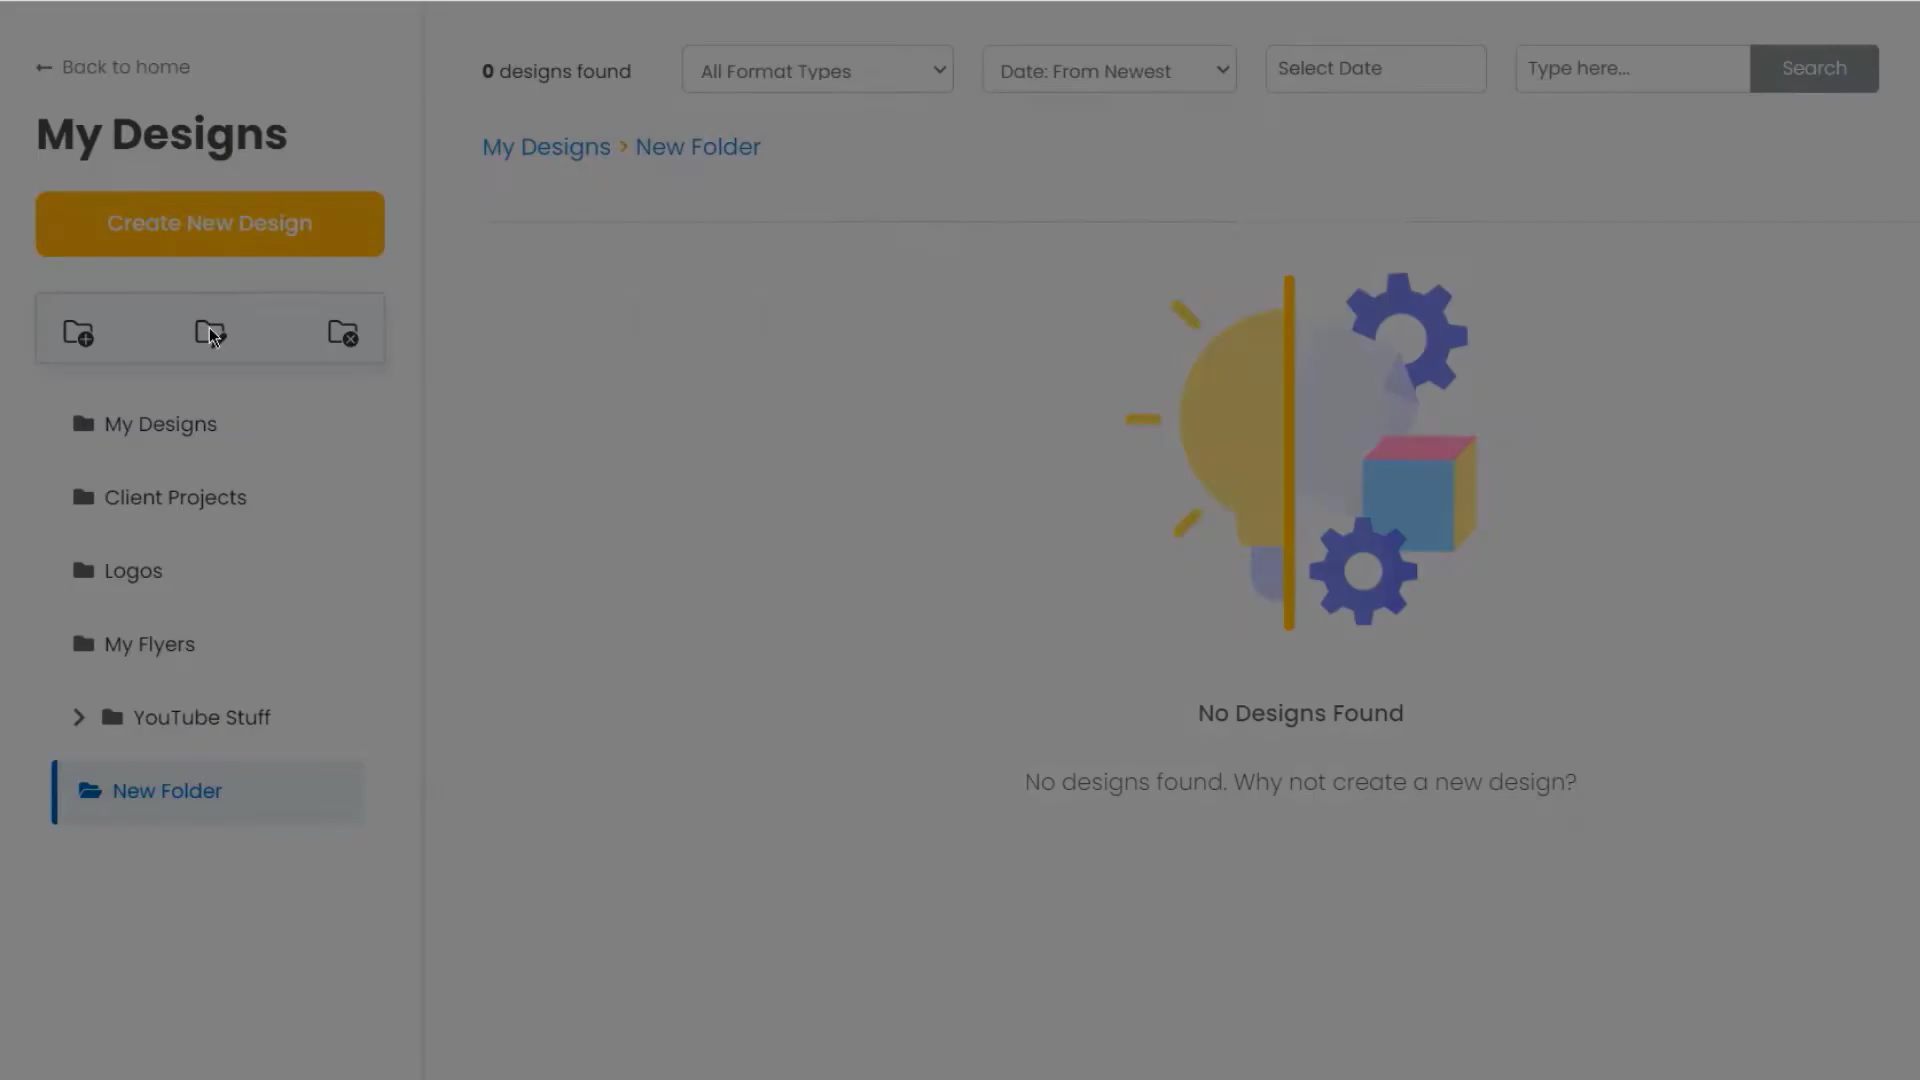 Back to home
My Designs
Create New Design
My Designs
Client Projects
Logos
My Flyers
YouTube Stuff
New Folder
0 designs found
All Format Types
Date: From Newest
Select Date
Type here...
Search
My Designs > New Folder
No Designs Found
No designs found. Why not create a new design?